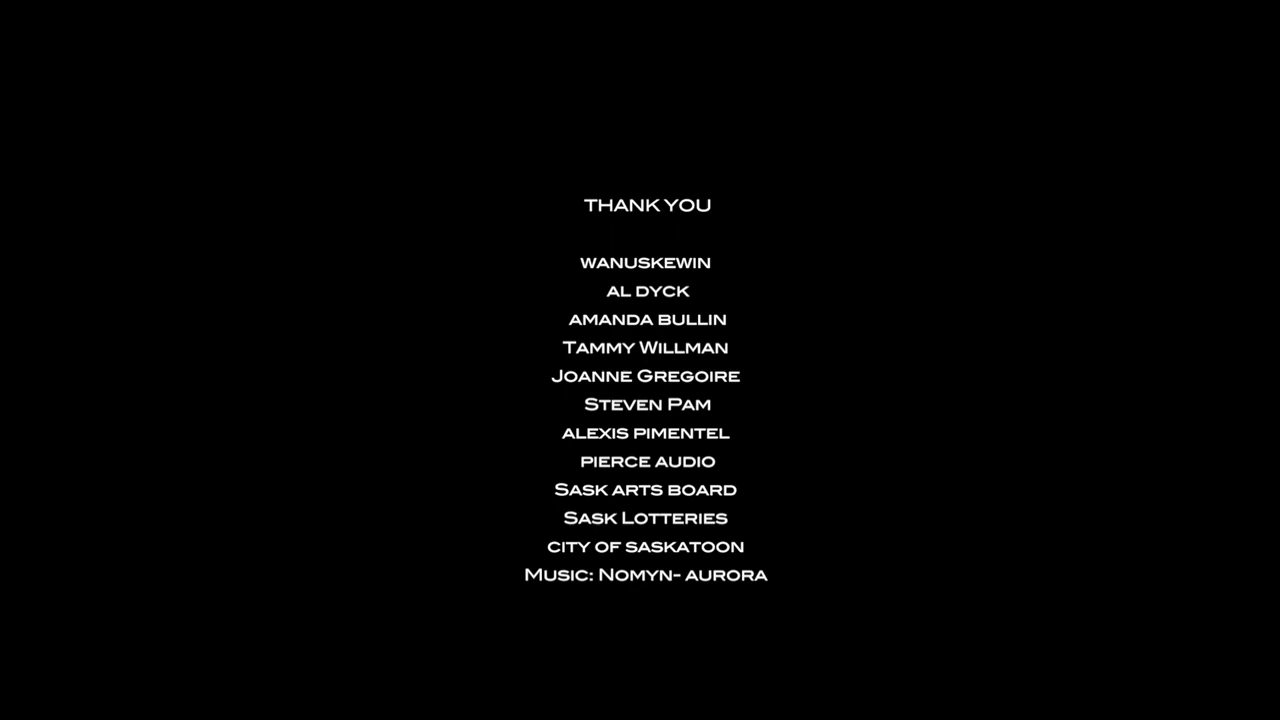 THANK YOU
WANUSKEWIN
AL DYCK
AMANDA BULLIN
TAMMY WILLMAN
JOANNE GREGOIRE
STEVEN PAM
ALEXIS PIMENTEL
PIERCE AUDIO
SASK ARTS BOARD
SASK LOTTERIES
CITY OF SASKATOON
MUSIC: NOMYN- AURORA